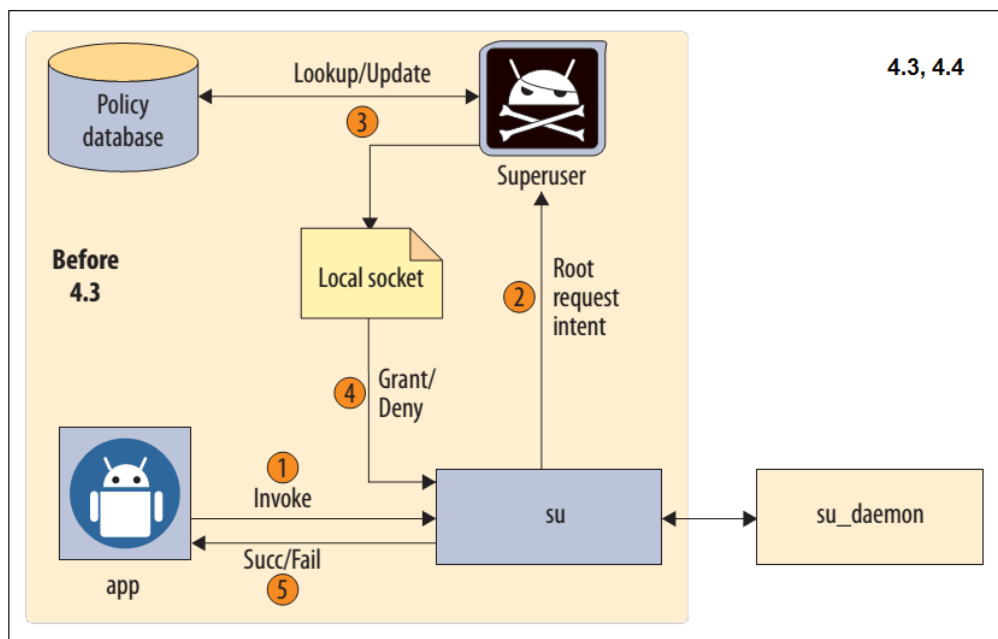 4.3, 4.4
Lookup/Update
Policy
database
3
Superuser
Before
4.3
Local socket
2
Root
request
intent
4
Grant/
Deny
1
Invoke
su
su_daemon
Succ/Fail
app
5